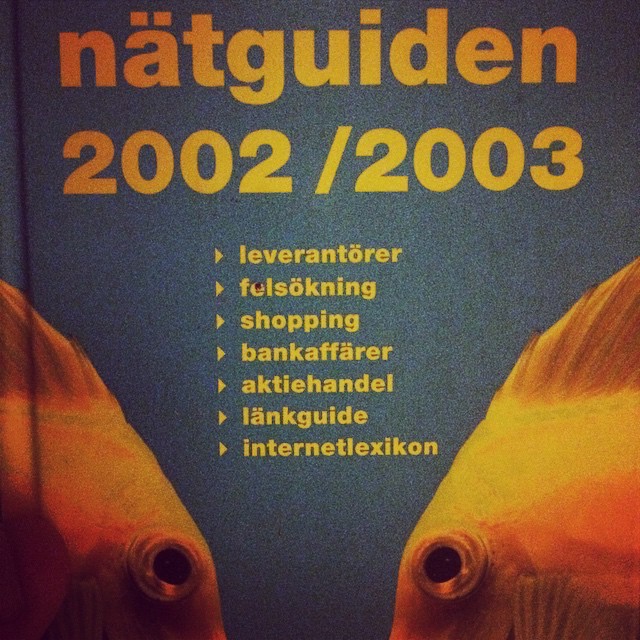 nätguiden
2002/2003
leverantörer
felsökning
shopping
bankaffärer
aktiehandel
länkguide
internetlexikon